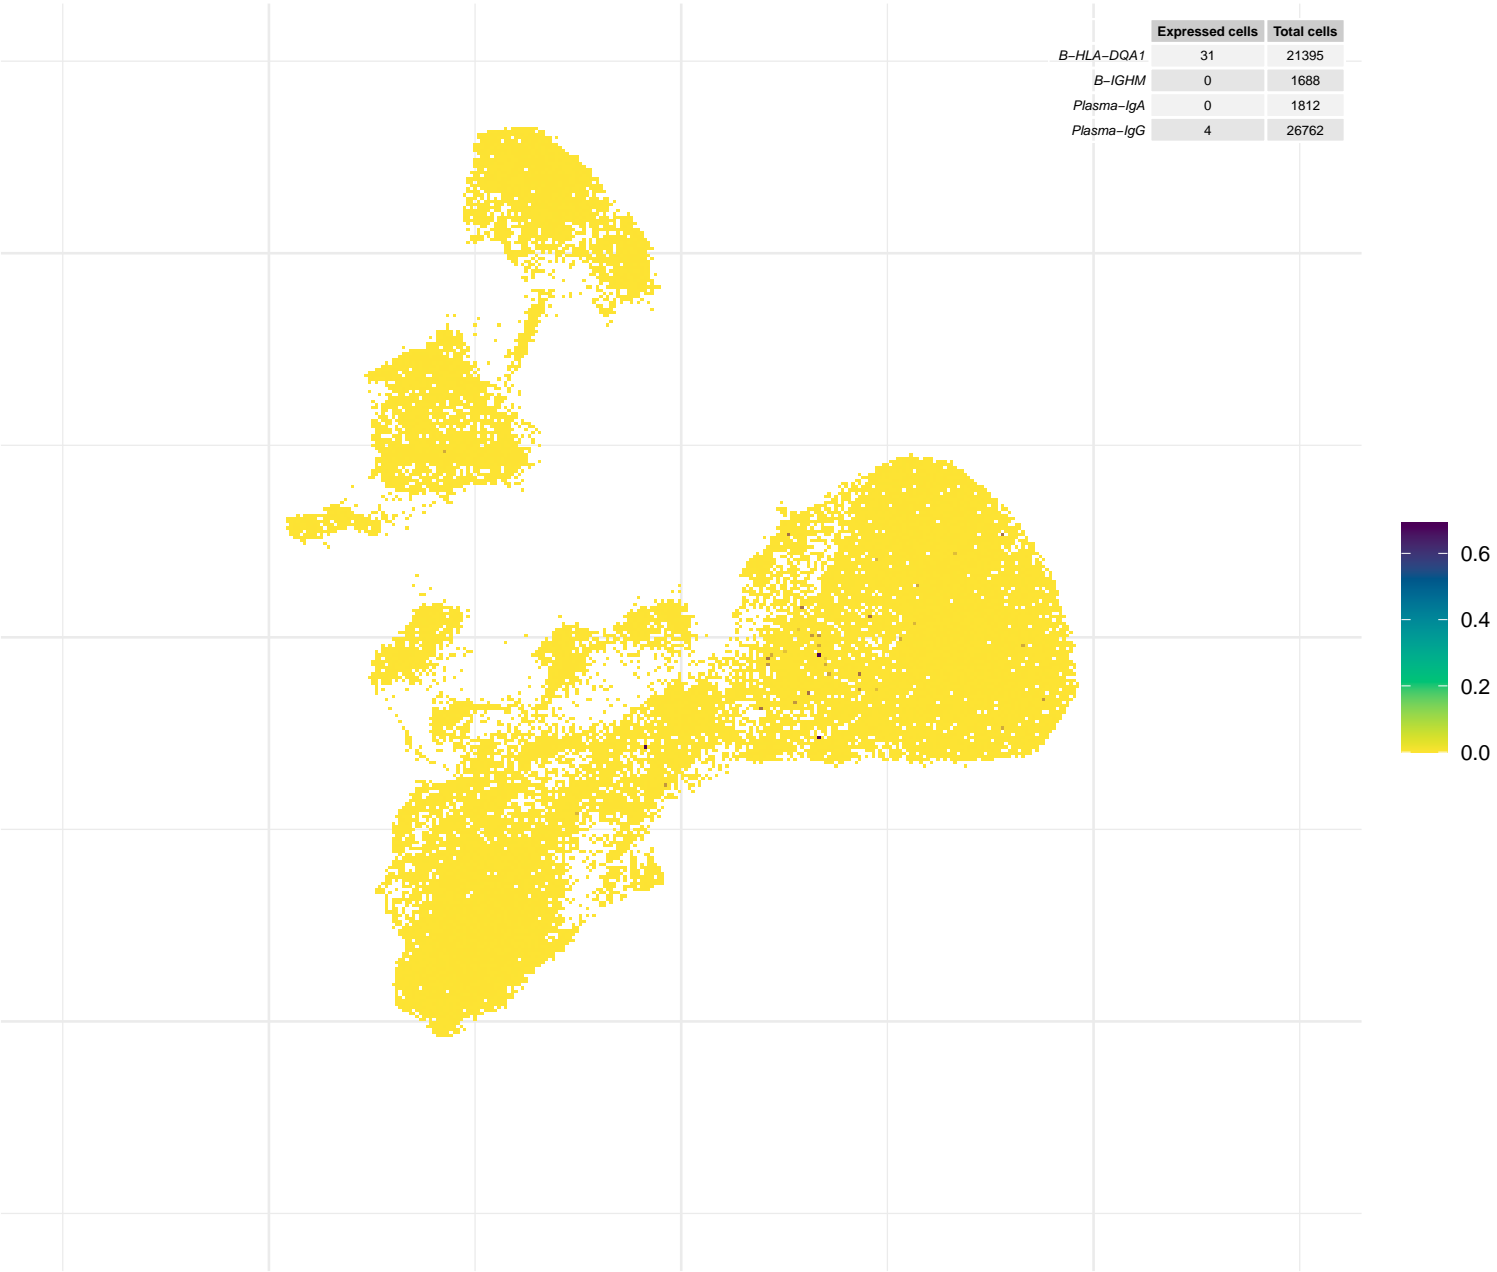 Expressed cells Total cells
B−HLA−DQA1 31 21395
B−IGHM 0 1688
Plasma−IgA 0 1812
Plasma−IgG 4 26762
0.6
0.4
0.2
0.0